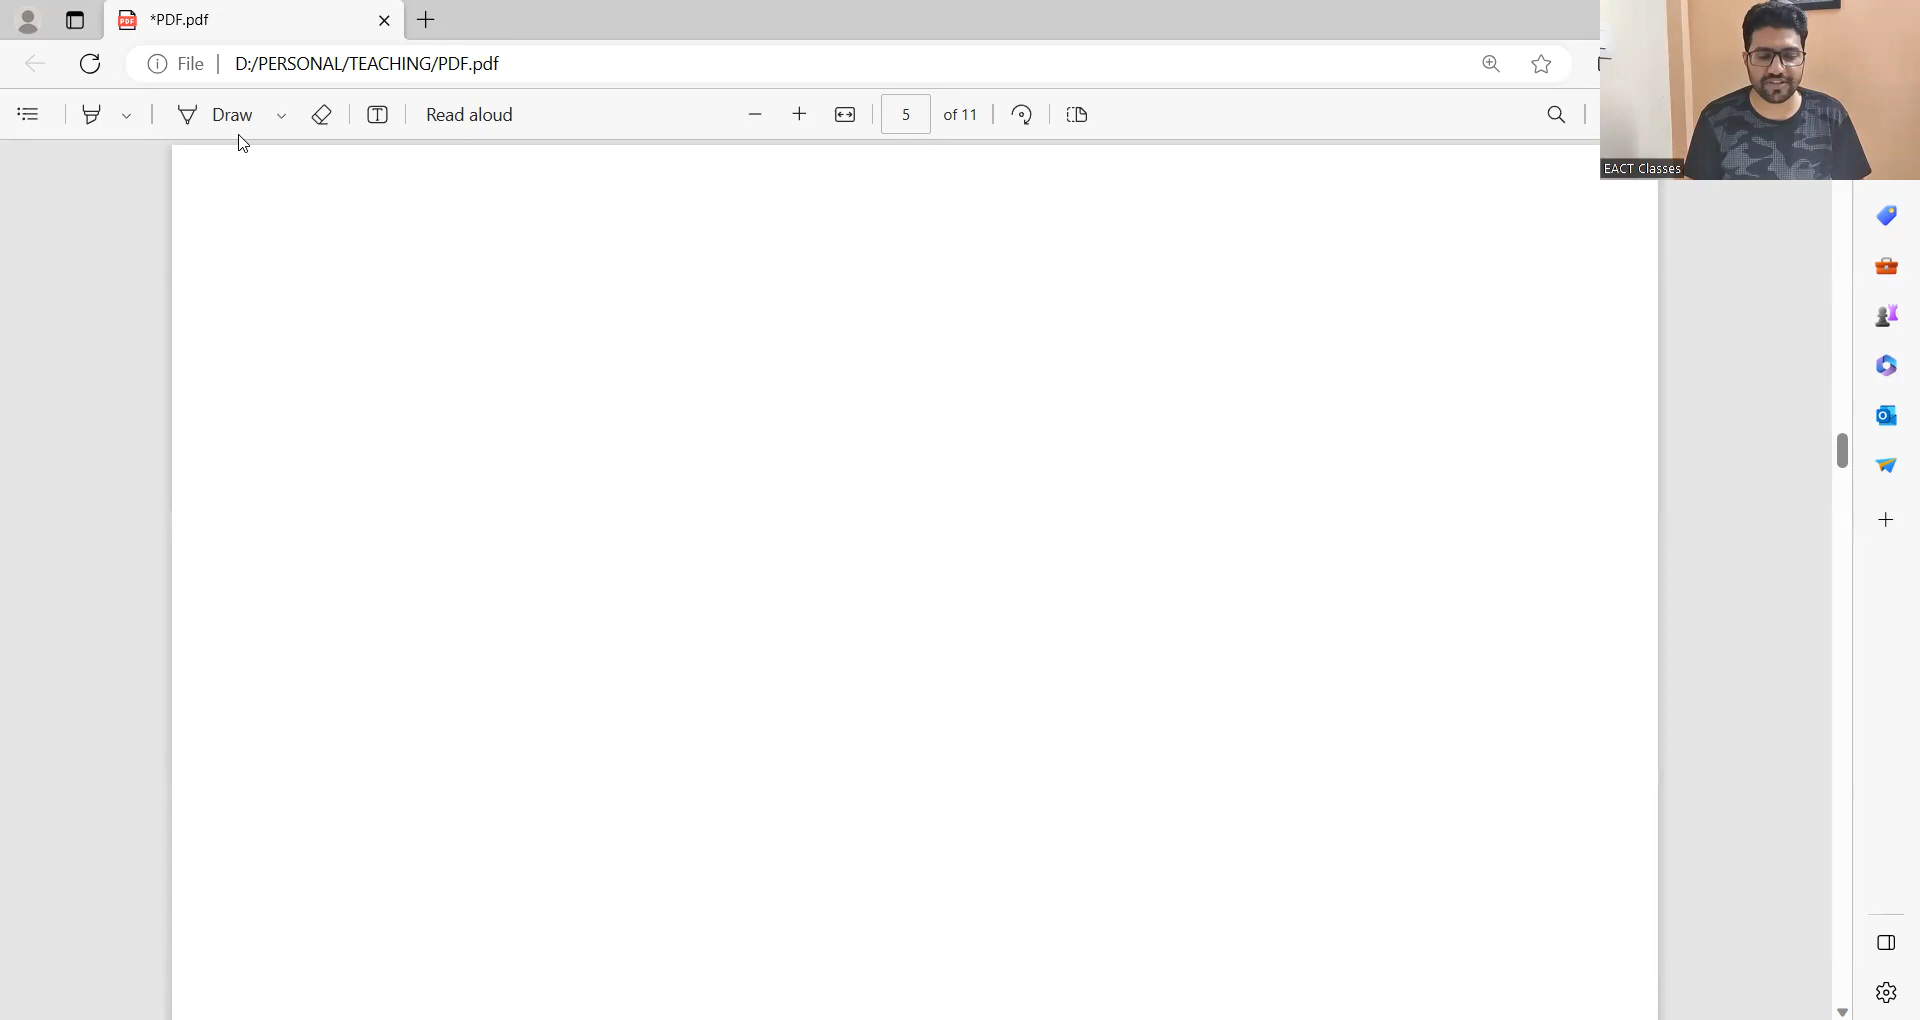 *PDF.pdf
File D:/PERSONAL/TEACHING/PDF.pdf
Draw Read aloud 5 of 11
EACT Classes